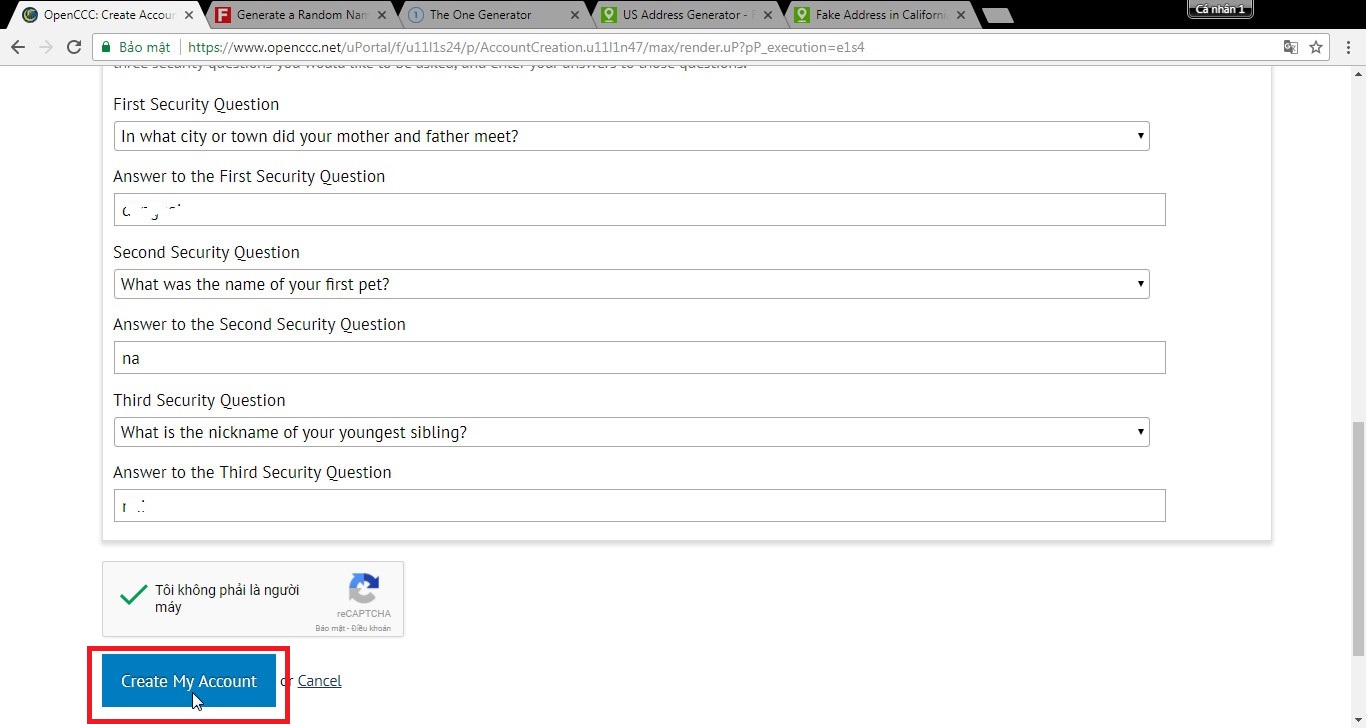 OpenCCC: Create Accour
Generate a Random Nam
The One Generator
US Address Generator - F
Fake Address in Californi
Cá nhân 1
Bảo mật
https://www.openccc.net/uPortal/f/u11l1s24/p/AccountCreation.u11l1n47/max/render.uP?pP_execution=e1s4
three security questions you would like to be asked, and enter your answers to those questions.
First Security Question
In what city or town did your mother and father meet?
Answer to the First Security Question
Second Security Question
What was the name of your first pet?
Answer to the Second Security Question
na
Third Security Question
What is the nickname of your youngest sibling?
Answer to the Third Security Question
Tôi không phải là người
máy
reCAPTCHA
Bảo mật - Điều khoản
Create My Account
or Cancel